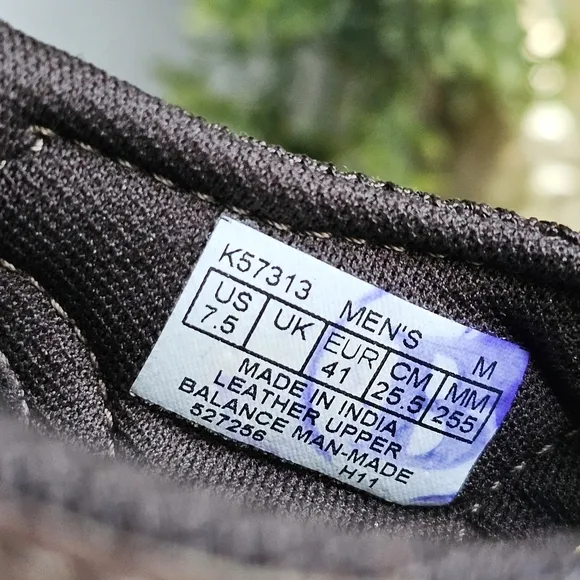 K57313 MEN'S M
US UK EUR CM MM
7.5 41 25.5 255
MADE IN INDIA
LEATHER UPPER
BALANCE MAN-MADE
527256 H11